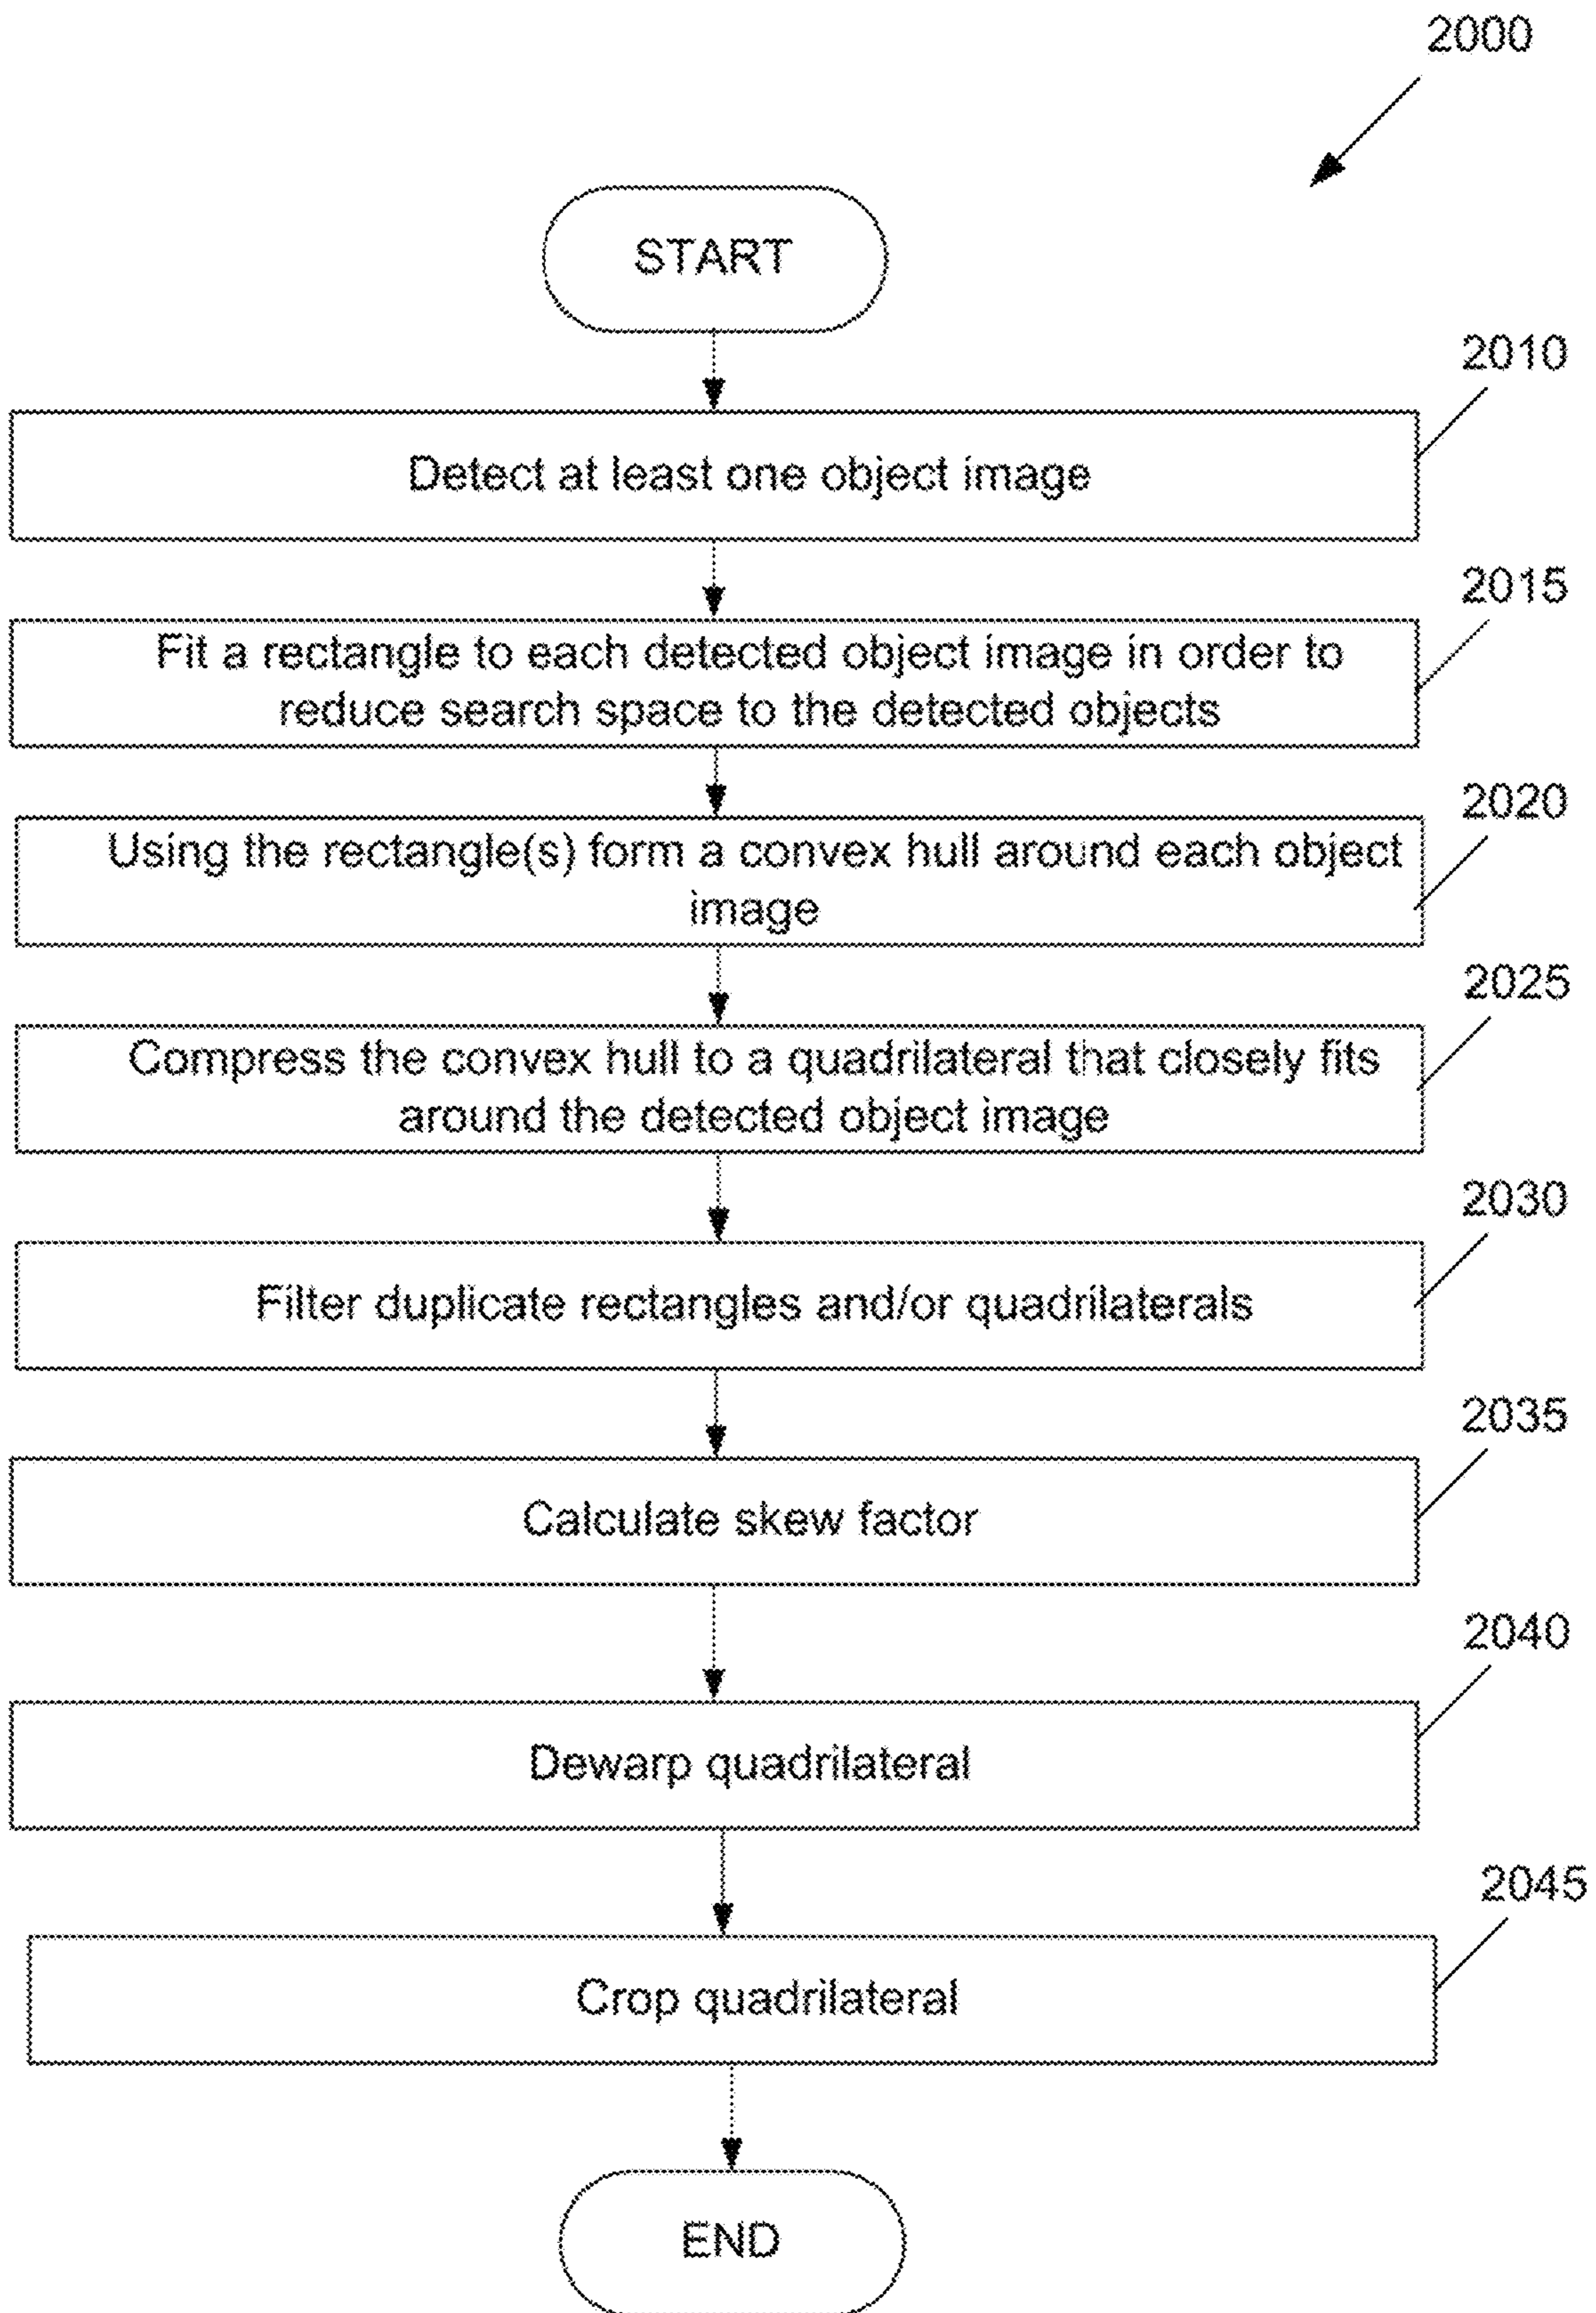 2000
START
2010
Detect at least one object image
2015
Fit a rectangle to each detected object image in order to
reduce search space to the detected objects
2020
Using the rectangle(s) form a convex hull around each object
image
2025
Compress the convex hull to a quadrilateral that closely fits
around the detected object image
2030
Filter duplicate rectangles and/or quadrilaterals
2035
Calculate skew factor
2040
Dewarp quadrilateral
2045
Crop quadrilateral
END